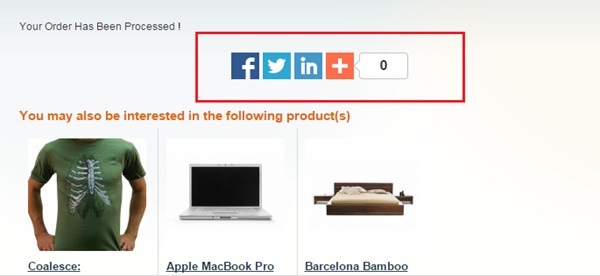 Your Order Has Been Processed !
f in + 0
You may also be interested in the following product(s)
Coalesce: Apple MacBook Pro Barcelona Bamboo